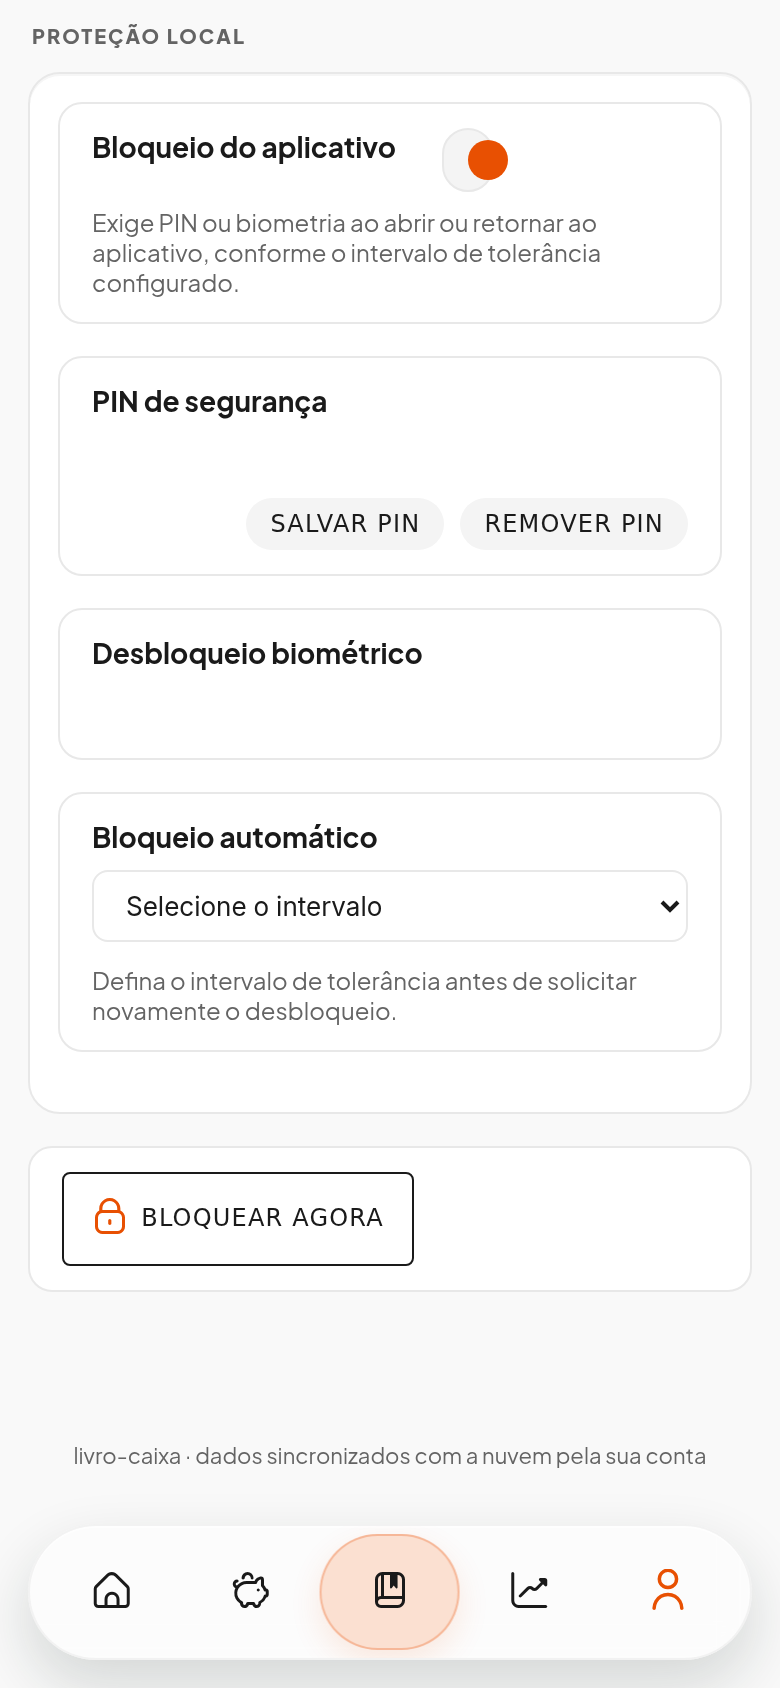 PROTEÇÃO LOCAL
Bloqueio do aplicativo
Exige PIN ou biometria ao abrir ou retornar ao
aplicativo, conforme o intervalo de tolerância
configurado.
PIN de segurança
SALVAR PIN
REMOVER PIN
Desbloqueio biométrico
Bloqueio automático
Selecione o intervalo
Defina o intervalo de tolerância antes de solicitar
novamente o desbloqueio.
BLOQUEAR AGORA
livro-caixa · dados sincronizados com a nuvem pela sua conta